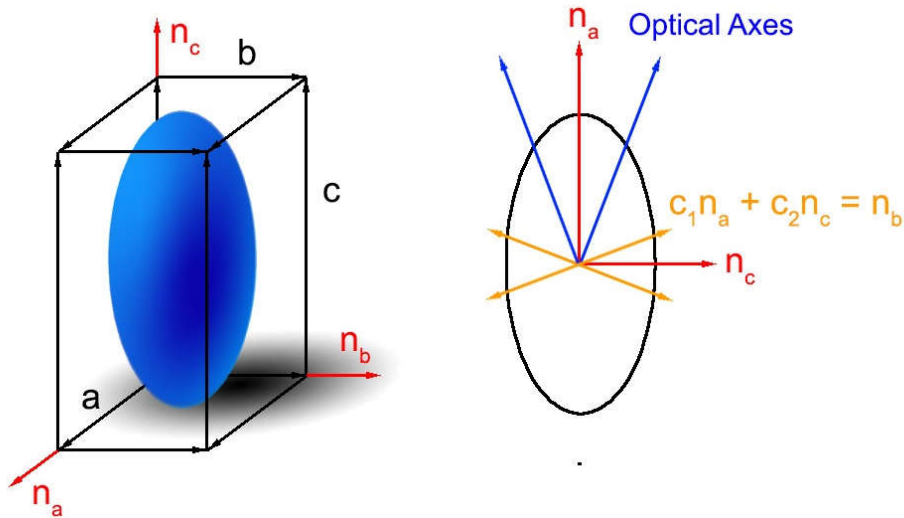 n_c
b
c
n_b
a
n_a
n_a
Optical Axes
c_1n_a + c_2n_c = n_b
n_c